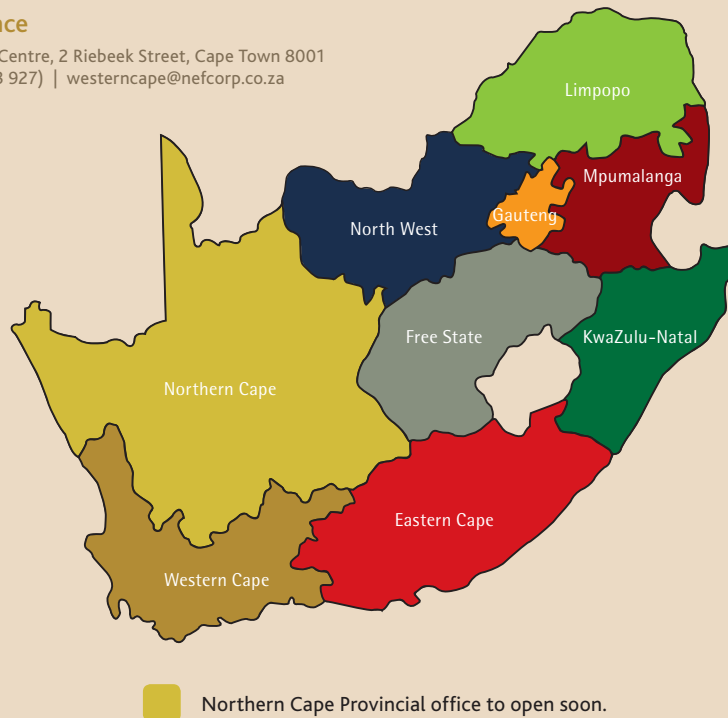 nce
Centre, 2 Riebeek Street, Cape Town 8001
3 927) | westerncape@nefcorp.co.za
Limpopo
Mpumalanga
Gauteng
North West
Free State
KwaZulu-Natal
Northern Cape
Eastern Cape
Western Cape
Northern Cape Provincial office to open soon.